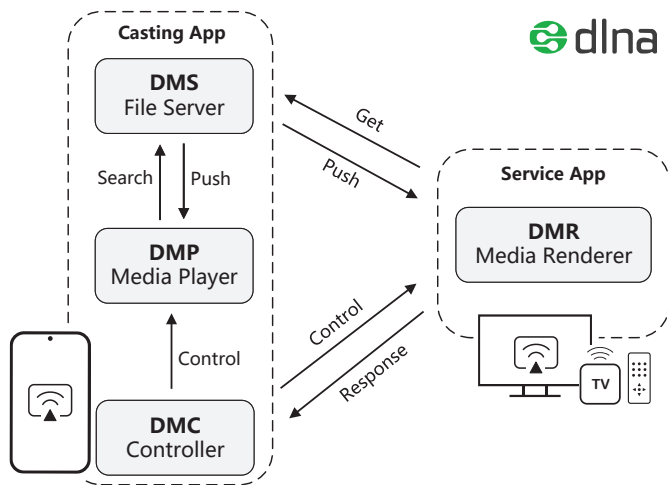 Casting App
dlna
DMS
File Server
Get
Push
Search
Push
Service App
DMP
Media Player
DMR
Media Renderer
Control
Control
Response
TV
DMC
Controller